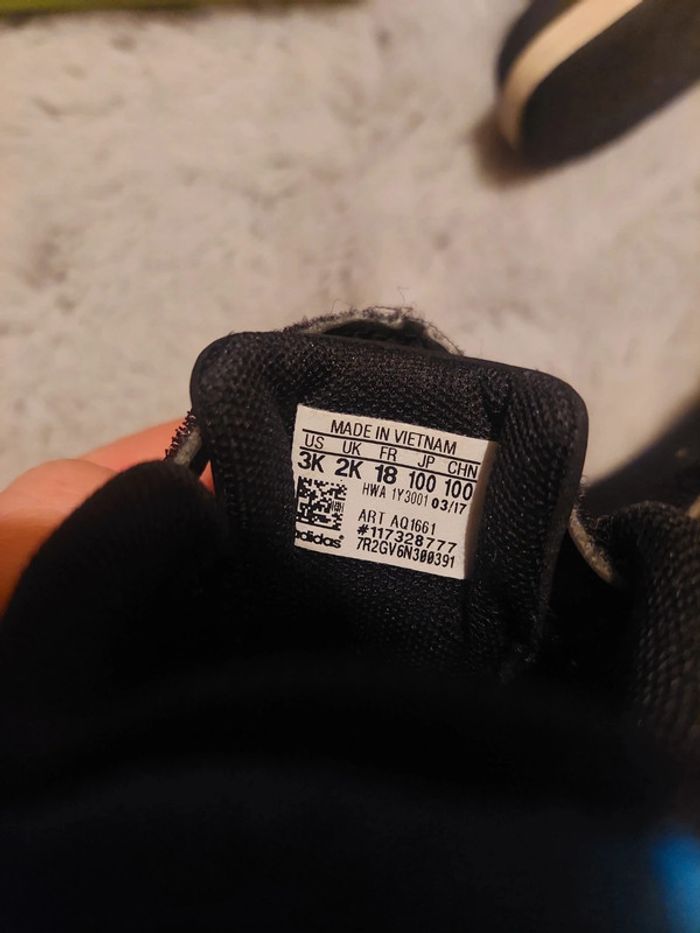 MADE IN VIETNAM
US UK FR JP CHN
3K 2K 18 100 100
HWA 1Y3001 03/17
ART AQ1661
#117328777
adidas 7R2GV6N300391